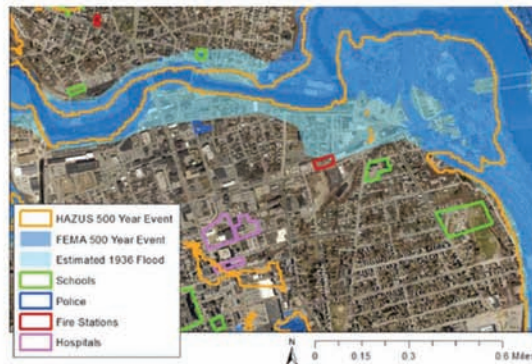 HAZUS 500 Year Event
FEMA 500 Year Event
Estimated 1936 Flood
Schools
Police
Fire Stations
Hospitals
N
0 0.15 0.3 0.6 Miles